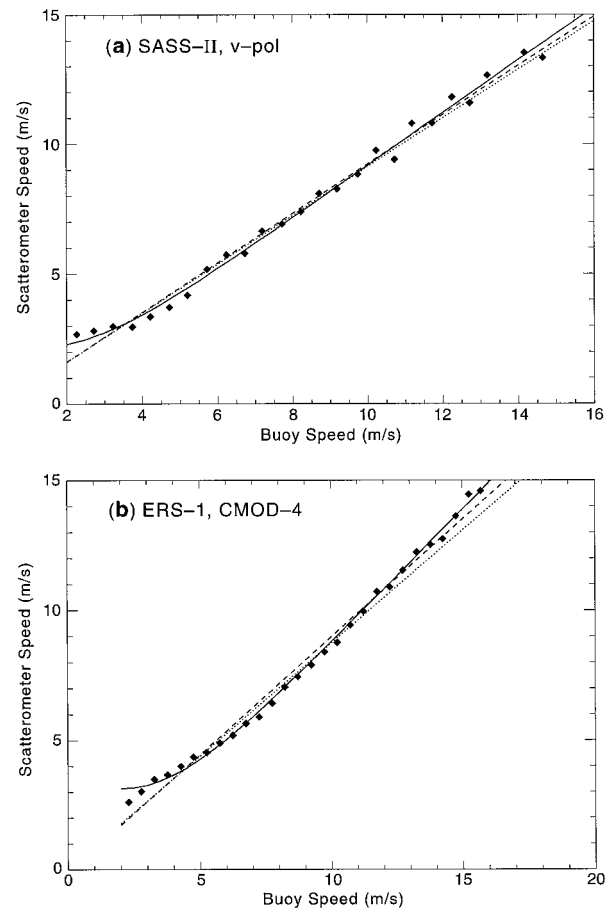 (a) SASS-II, v-pol
15
10
5
0
Scatterometer Speed (m/s)
2 4 6 8 10 12 14 16
Buoy Speed (m/s)
(b) ERS-1, CMOD-4
15
10
5
0
Scatterometer Speed (m/s)
0 5 10 15 20
Buoy Speed (m/s)